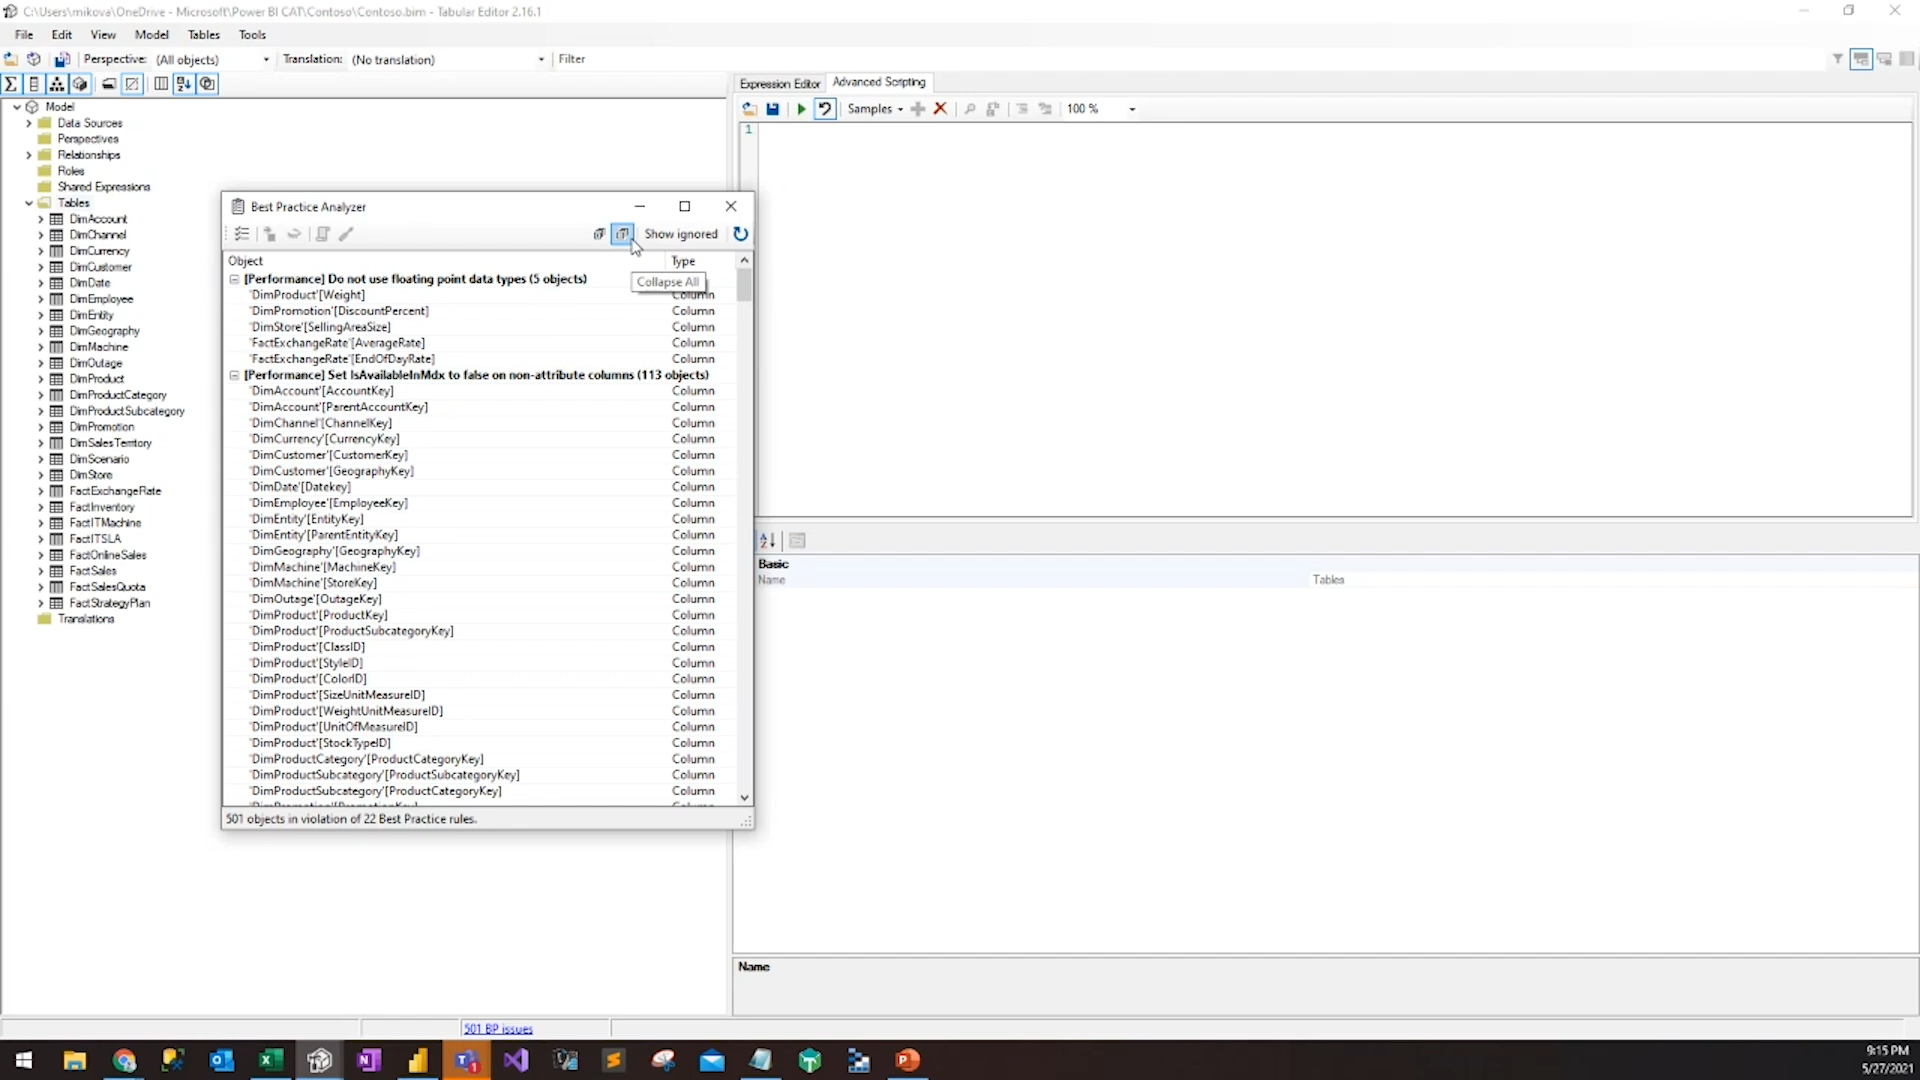 C:\Users\mikova\OneDrive - Microsoft\Power BI CAT\Contoso\Contoso.bim - Tabular Editor 2.16.1
File Edit View Model Tables Tools
Perspective: (All objects) Translation: (No translation) Filter
Expression Editor Advanced Scripting
Samples 100 %
1
Model
Data Sources
Perspectives
Relationships
Roles
Shared Expressions
Tables
DimAccount
DimChannel
DimCurrency
DimCustomer
DimDate
DimEmployee
DimEntity
DimGeography
DimMachine
DimOutage
DimProduct
DimProductCategory
DimProductSubcategory
DimPromotion
DimSalesTerritory
DimScenario
DimStore
FactExchangeRate
FactInventory
FactITMachine
FactITSLA
FactOnlineSales
FactSales
FactSalesQuota
FactStrategyPlan
Translations
Best Practice Analyzer
Show ignored
Object Type
Collapse All
[Performance] Do not use floating point data types (5 objects)
'DimProduct'[Weight] Column
'DimPromotion'[DiscountPercent] Column
'DimStore'[SellingAreaSize] Column
'FactExchangeRate'[AverageRate] Column
'FactExchangeRate'[EndOfDayRate] Column
[Performance] Set IsAvailableInMdx to false on non-attribute columns (113 objects)
'DimAccount'[AccountKey] Column
'DimAccount'[ParentAccountKey] Column
'DimChannel'[ChannelKey] Column
'DimCurrency'[CurrencyKey] Column
'DimCustomer'[CustomerKey] Column
'DimCustomer'[GeographyKey] Column
'DimDate'[Datekey] Column
'DimEmployee'[EmployeeKey] Column
'DimEntity'[EntityKey] Column
'DimEntity'[ParentEntityKey] Column
'DimGeography'[GeographyKey] Column
'DimMachine'[MachineKey] Column
'DimMachine'[StoreKey] Column
'DimOutage'[OutageKey] Column
'DimProduct'[ProductKey] Column
'DimProduct'[ProductSubcategoryKey] Column
'DimProduct'[ClassID] Column
'DimProduct'[StyleID] Column
'DimProduct'[ColorID] Column
'DimProduct'[SizeUnitMeasureID] Column
'DimProduct'[WeightUnitMeasureID] Column
'DimProduct'[UnitOfMeasureID] Column
'DimProduct'[StockTypeID] Column
'DimProductCategory'[ProductCategoryKey] Column
'DimProductSubcategory'[ProductSubcategoryKey] Column
'DimProductSubcategory'[ProductCategoryKey] Column
501 objects in violation of 22 Best Practice rules.
Basic
Name Tables
Name
501 BP issues
9:15 PM
5/27/2021